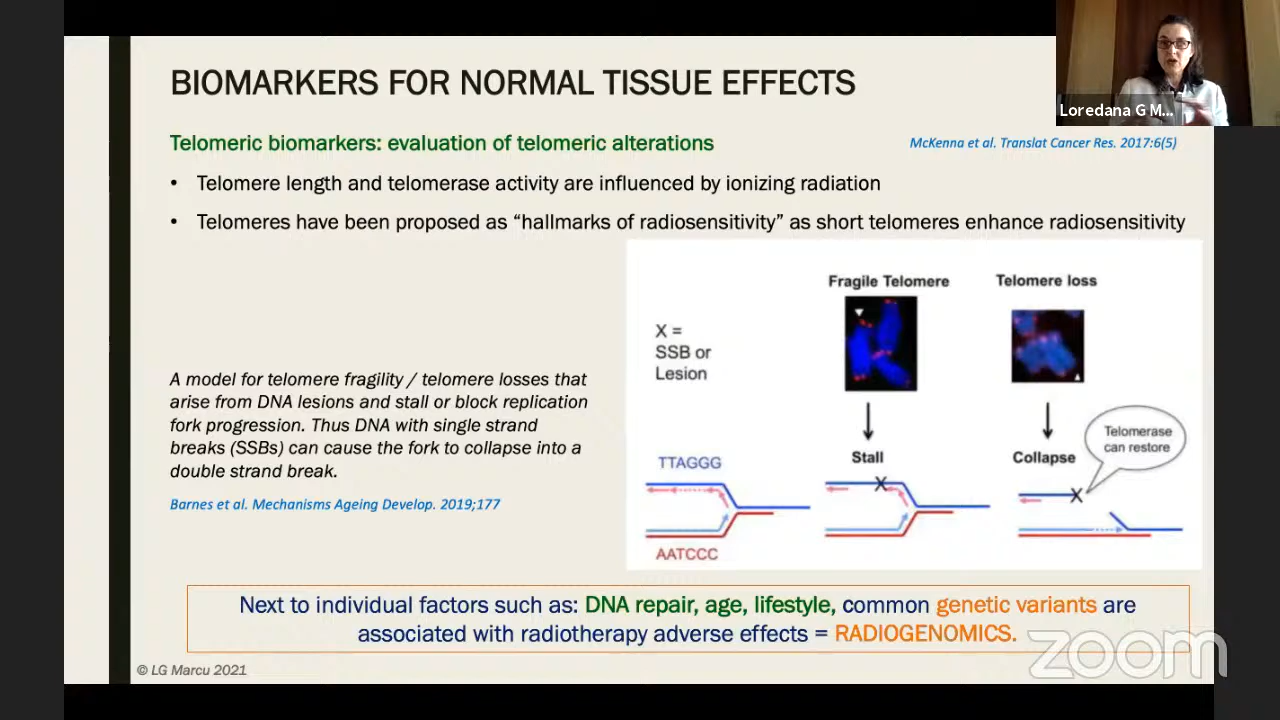 BIOMARKERS FOR NORMAL TISSUE EFFECTS
Loredana G M...
Telomeric biomarkers: evaluation of telomeric alterations
McKenna et al. Translat Cancer Res. 2017:6(5)
• Telomere length and telomerase activity are influenced by ionizing radiation
• Telomeres have been proposed as “hallmarks of radiosensitivity” as short telomeres enhance radiosensitivity
Fragile Telomere
Telomere loss
X =
SSB or
Lesion
A model for telomere fragility / telomere losses that
arise from DNA lesions and stall or block replication
fork progression. Thus DNA with single strand
breaks (SSBs) can cause the fork to collapse into a
double strand break.
Barnes et al. Mechanisms Ageing Develop. 2019;177
Telomerase
can restore
Stall
Collapse
TTAGGG
X
X
AATCCC
Next to individual factors such as: DNA repair, age, lifestyle, common genetic variants are
associated with radiotherapy adverse effects = RADIOGENOMICS.
© LG Marcu 2021
zoom